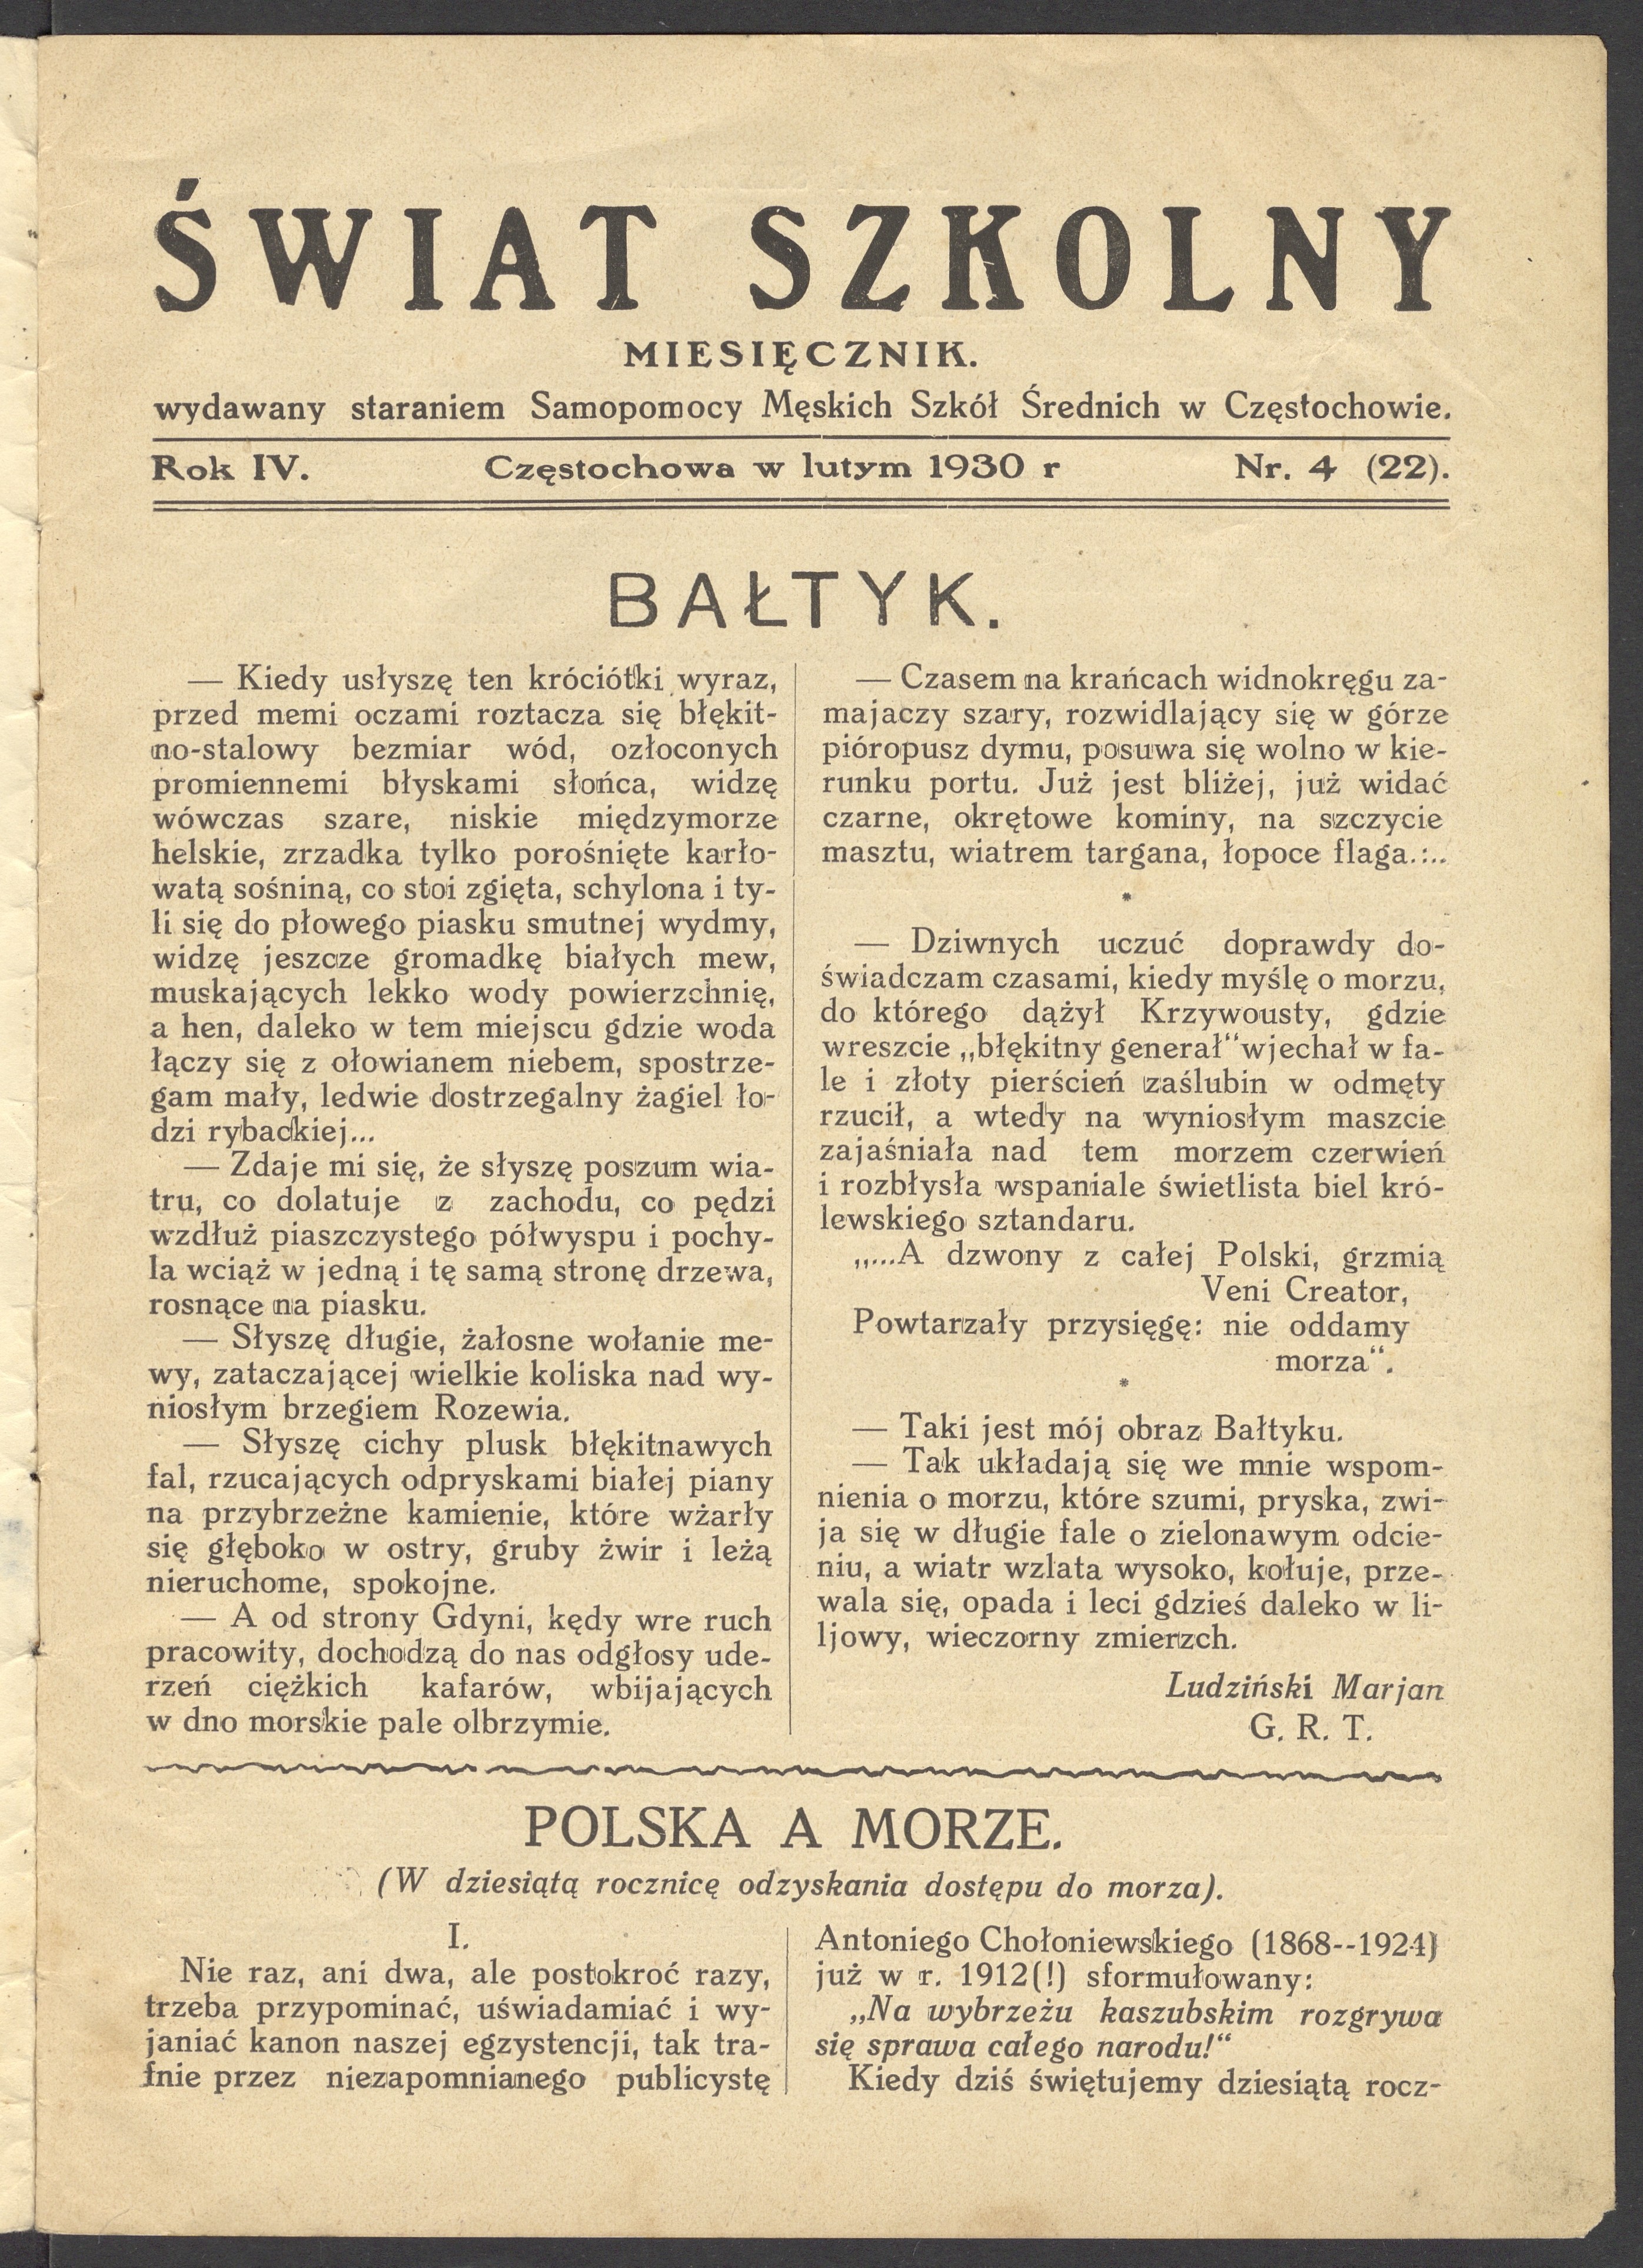 ŚWIAT SZKOLNY
MIESIĘCZNIK.
wydawany staraniem Samopomocy Męskich Szkół Średnich w Częstochowie.
Rok IV. Częstochowa w lutym 1930 r Nr. 4 (22).
BAŁTYK.
— Kiedy usłyszę ten króciótki wyraz,
przed memi oczami roztacza się błękit-
no-stalowy bezmiar wód, ozłoconych
promiennemi błyskami słońca, widzę
wówczas szare, niskie międzymorze
helskie, zrzadka tylko porośnięte karło-
watą sośniną, co stoi zgięta, schylona i ty-
li się do płowego piasku smutnej wydmy,
widzę jeszcze gromadkę białych mew,
muskających lekko wody powierzchnię,
a hen, daleko w tem miejscu gdzie woda
łączy się z ołowianem niebem, spostrze-
gam mały, ledwie dostrzegalny żagiel ło-
dzi rybackiej...
— Zdaje mi się, że słyszę poszum wia-
tru, co dolatuje z zachodu, co pędzi
wzdłuż piaszczystego półwyspu i pochy-
la wciąż w jedną i tę samą stronę drzewa,
rosnące na piasku.
— Słyszę długie, żałosne wołanie me-
wy, zataczającej wielkie koliska nad wy-
niosłym brzegiem Rozewia.
— Słyszę cichy plusk błękitnawych
fal, rzucających odpryskami białej piany
na przybrzeżne kamienie, które wżarły
się głęboko w ostry, gruby żwir i leżą
nieruchome, spokojne.
— A od strony Gdyni, kędy wre ruch
pracowity, dochodzą do nas odgłosy ude-
rzeń ciężkich kafarów, wbijających
w dno morskie pale olbrzymie.
— Czasem na krańcach widnokręgu za-
majaczy szary, rozwidlający się w górze
pióropusz dymu, posuwa się wolno w kie-
runku portu. Już jest bliżej, już widać
czarne, okrętowe kominy, na szczycie
masztu, wiatrem targana, łopoce flaga.:..
*
— Dziwnych uczuć doprawdy do-
świadczam czasami, kiedy myślę o morzu,
do którego dążył Krzywousty, gdzie
wreszcie „błękitny generał“wjechał w fa-
le i złoty pierścień zaślubin w odmęty
rzucił, a wtedy na wyniosłym maszcie
zajaśniała nad tem morzem czerwień
i rozbłysła wspaniale świetlista biel kró-
lewskiego sztandaru.
„...A dzwony z całej Polski, grzmią
Veni Creator,
Powtarzały przysięgę: nie oddamy
morza“.
*
— Taki jest mój obraz Bałtyku.
— Tak układają się we mnie wspom-
nienia o morzu, które szumi, pryska, zwi-
ja się w długie fale o zielonawym odcie-
niu, a wiatr wzlata wysoko, kołuje, prze-
wala się, opada i leci gdzieś daleko w li-
ljowy, wieczorny zmierzch.
Ludziński Marjan
G. R. T.
POLSKA A MORZE.
(W dziesiątą rocznicę odzyskania dostępu do morza).
I.
Nie raz, ani dwa, ale postokroć razy,
trzeba przypominać, uświadamiać i wy-
janiać kanon naszej egzystencji, tak tra-
fnie przez niezapomnianego publicystę
Antoniego Chołoniewskiego (1868--1924)
już w r. 1912(!) sformułowany:
„Na wybrzeżu kaszubskim rozgrywa
się sprawa całego narodu!“
Kiedy dziś świętujemy dziesiątą rocz-